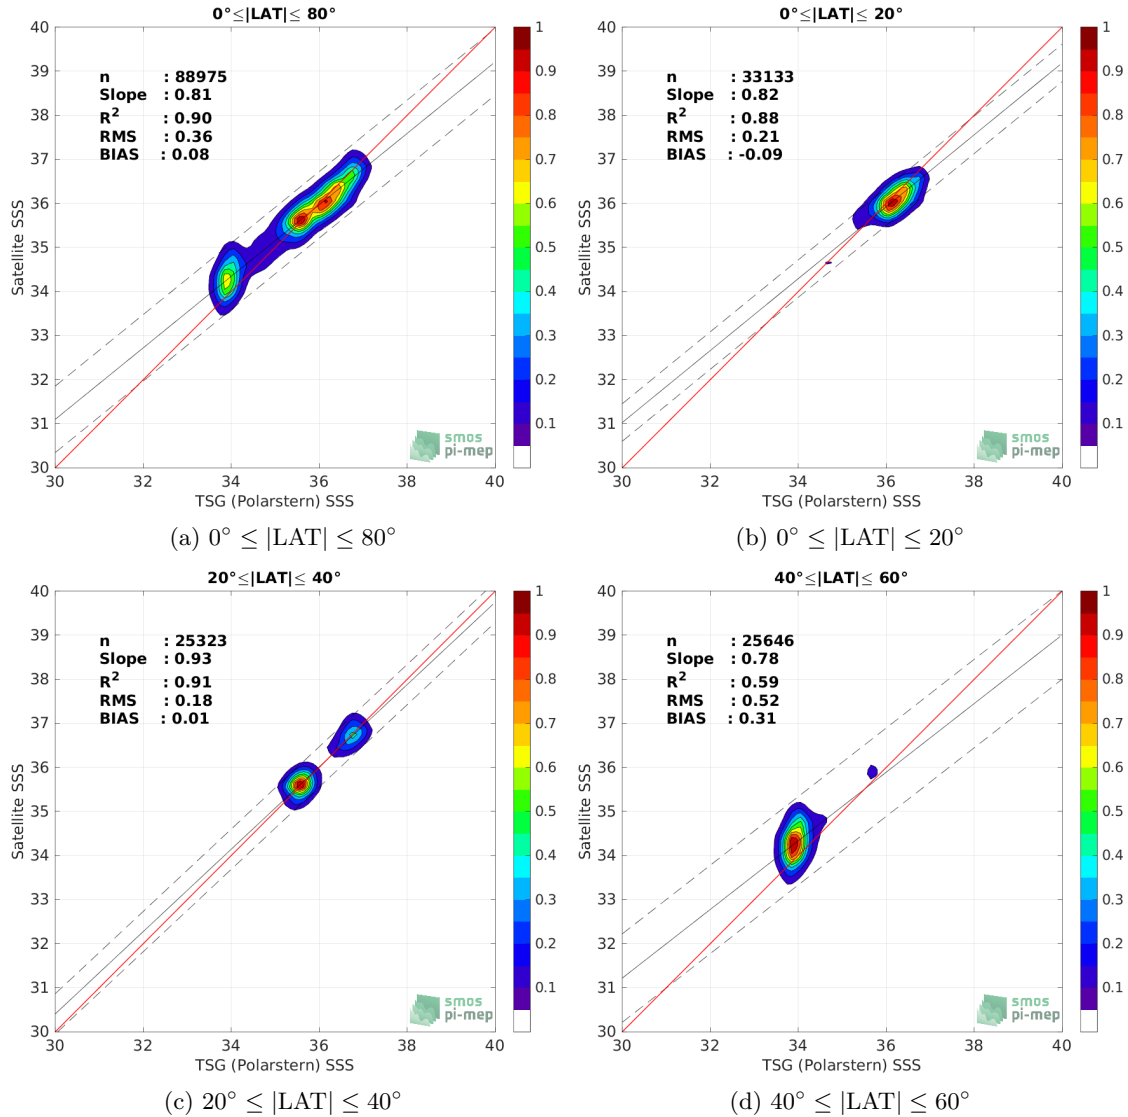 0°≤|LAT|≤ 80°
n : 88975
Slope : 0.81
R² : 0.90
RMS : 0.36
BIAS : 0.08
Satellite SSS
40
39
38
37
36
35
34
33
32
31
30
30 32 34 36 38 40
TSG (Polarstern) SSS
1
0.9
0.8
0.7
0.6
0.5
0.4
0.3
0.2
0.1
smos
pi-mep
(a) 0° ≤ |LAT| ≤ 80°
0°≤|LAT|≤ 20°
n : 33133
Slope : 0.82
R² : 0.88
RMS : 0.21
BIAS : -0.09
Satellite SSS
40
39
38
37
36
35
34
33
32
31
30
30 32 34 36 38 40
TSG (Polarstern) SSS
1
0.9
0.8
0.7
0.6
0.5
0.4
0.3
0.2
0.1
smos
pi-mep
(b) 0° ≤ |LAT| ≤ 20°
20°≤|LAT|≤ 40°
n : 25323
Slope : 0.93
R² : 0.91
RMS : 0.18
BIAS : 0.01
Satellite SSS
40
39
38
37
36
35
34
33
32
31
30
30 32 34 36 38 40
TSG (Polarstern) SSS
1
0.9
0.8
0.7
0.6
0.5
0.4
0.3
0.2
0.1
smos
pi-mep
(c) 20° ≤ |LAT| ≤ 40°
40°≤|LAT|≤ 60°
n : 25646
Slope : 0.78
R² : 0.59
RMS : 0.52
BIAS : 0.31
Satellite SSS
40
39
38
37
36
35
34
33
32
31
30
30 32 34 36 38 40
TSG (Polarstern) SSS
1
0.9
0.8
0.7
0.6
0.5
0.4
0.3
0.2
0.1
smos
pi-mep
(d) 40° ≤ |LAT| ≤ 60°